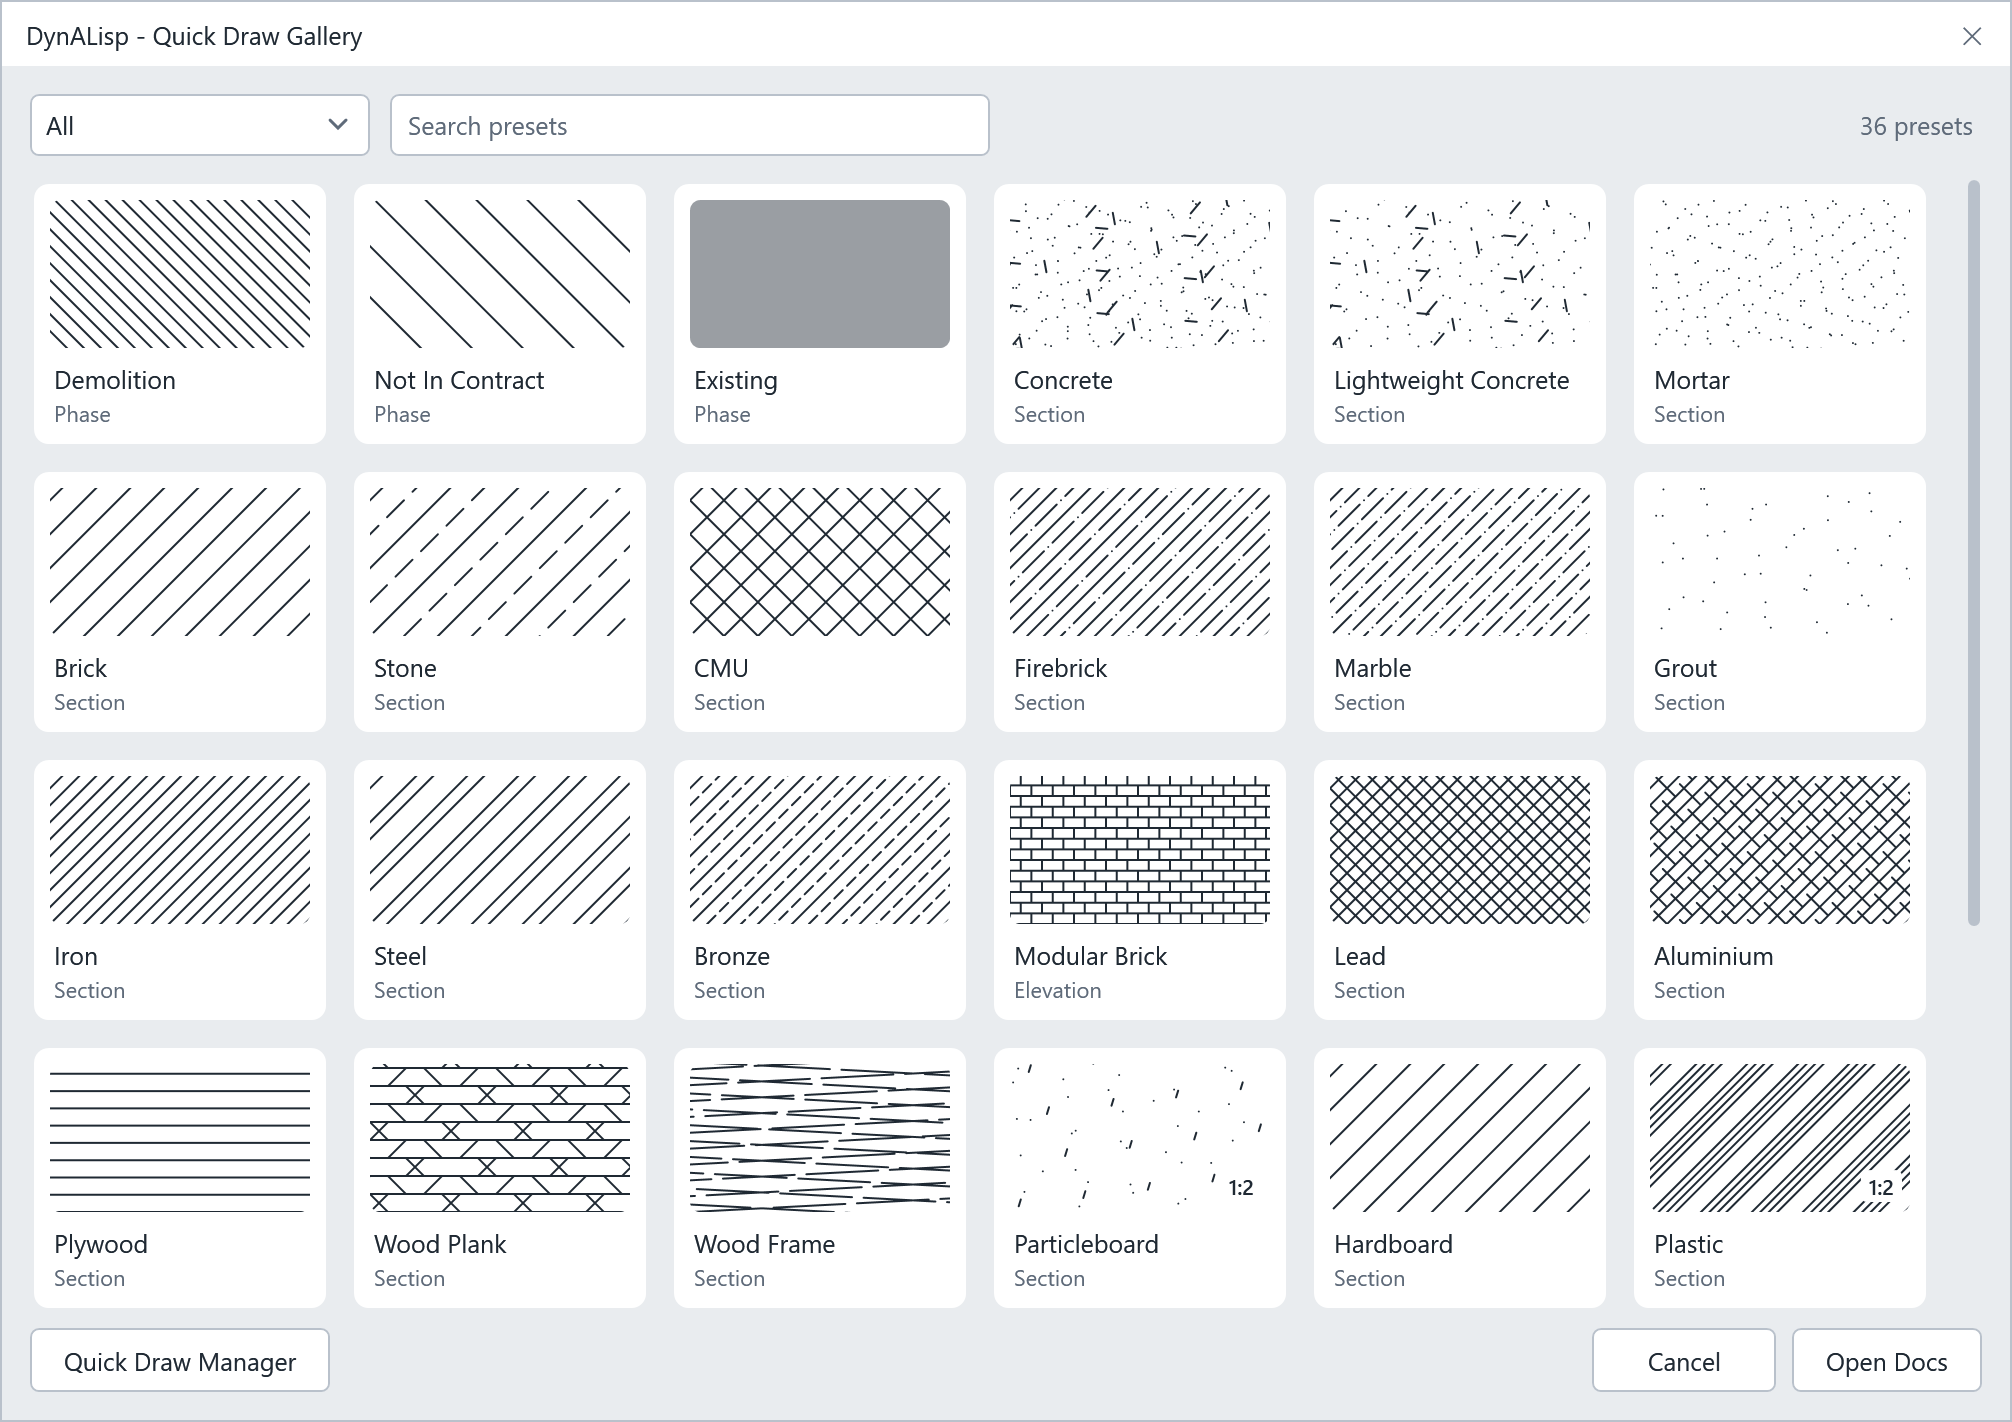 DynALisp - Quick Draw Gallery
All
Search presets
36 presets
Demolition
Phase
Not In Contract
Phase
Existing
Phase
Concrete
Section
Lightweight Concrete
Section
Mortar
Section
Brick
Section
Stone
Section
CMU
Section
Firebrick
Section
Marble
Section
Grout
Section
Iron
Section
Steel
Section
Bronze
Section
Modular Brick
Elevation
Lead
Section
Aluminium
Section
Plywood
Section
Wood Plank
Section
Wood Frame
Section
1:2
Particleboard
Section
Hardboard
Section
1:2
Plastic
Section
Quick Draw Manager
Cancel
Open Docs